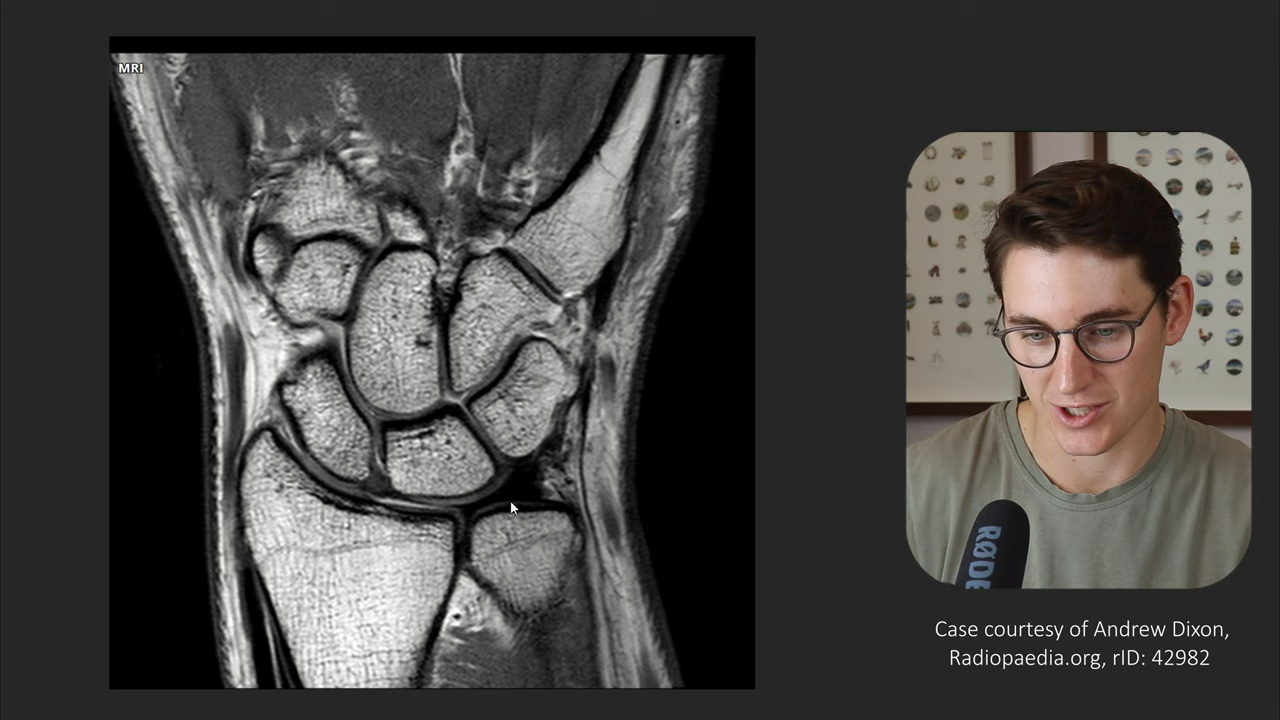 MRI
RØDE
Case courtesy of Andrew Dixon,
Radiopaedia.org, rID: 42982